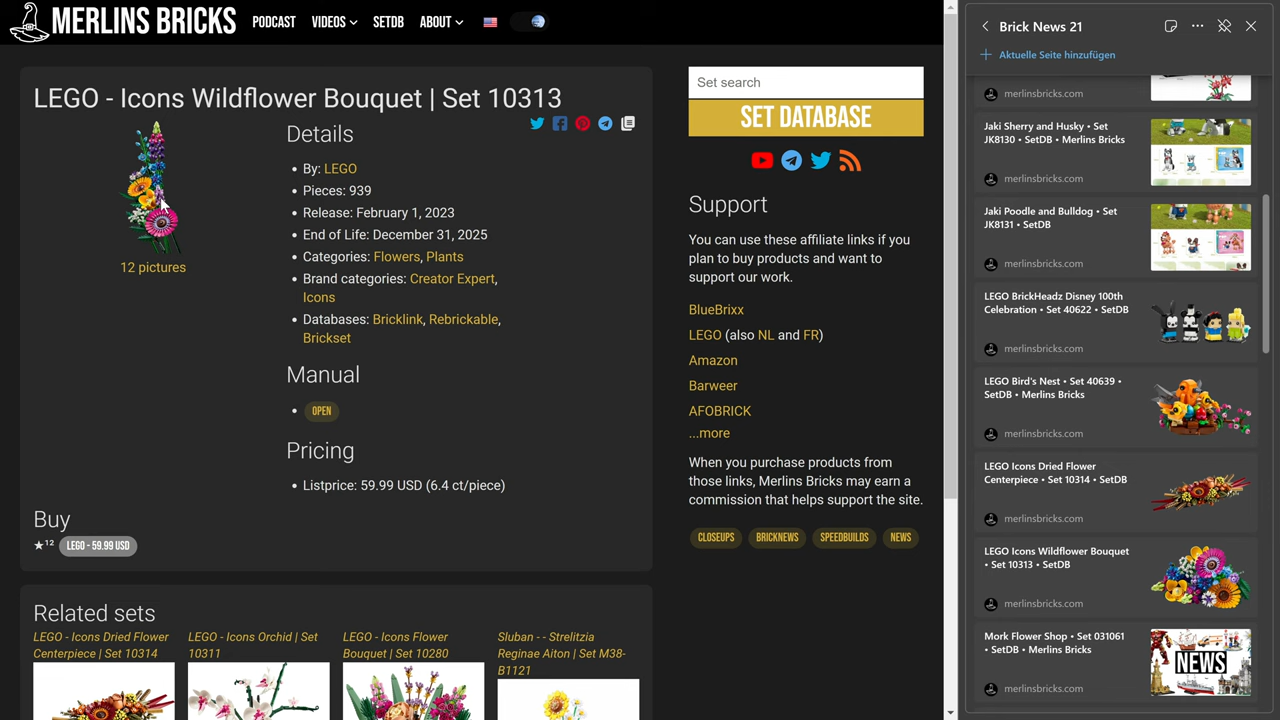 MERLINS BRICKS
PODCAST
VIDEOS
SETDB
ABOUT
LEGO - Icons Wildflower Bouquet | Set 10313
12 pictures
Details
By: LEGO
Pieces: 939
Release: February 1, 2023
End of Life: December 31, 2025
Categories: Flowers, Plants
Brand categories: Creator Expert,
Icons
Databases: Bricklink, Rebrickable,
Brickset
Manual
OPEN
Pricing
Listprice: 59.99 USD (6.4 ct/piece)
Buy
★12
LEGO - 59.99 USD
Related sets
LEGO - Icons Dried Flower
Centerpiece | Set 10314
LEGO - Icons Orchid | Set
10311
LEGO - Icons Flower
Bouquet | Set 10280
Sluban - - Strelitzia
Reginae Aiton | Set M38-
B1121
Set search
SET DATABASE
Support
You can use these affiliate links if you
plan to buy products and want to
support our work.
BlueBrixx
LEGO (also NL and FR)
Amazon
Barweer
AFOBRICK
...more
When you purchase products from
those links, Merlins Bricks may earn a
commission that helps support the site.
CLOSEUPS
BRICKNEWS
SPEEDBUILDS
NEWS
Brick News 21
Aktuelle Seite hinzufügen
merlinsbricks.com
Jaki Sherry and Husky • Set
JK8130 • SetDB • Merlins Bricks
merlinsbricks.com
Jaki Poodle and Bulldog • Set
JK8131 • SetDB
merlinsbricks.com
LEGO BrickHeadz Disney 100th
Celebration • Set 40622 • SetDB
merlinsbricks.com
LEGO Bird's Nest • Set 40639 •
SetDB • Merlins Bricks
merlinsbricks.com
LEGO Icons Dried Flower
Centerpiece • Set 10314 • SetDB
merlinsbricks.com
LEGO Icons Wildflower Bouquet
• Set 10313 • SetDB
merlinsbricks.com
Mork Flower Shop • Set 031061
• SetDB • Merlins Bricks
merlinsbricks.com
NEWS